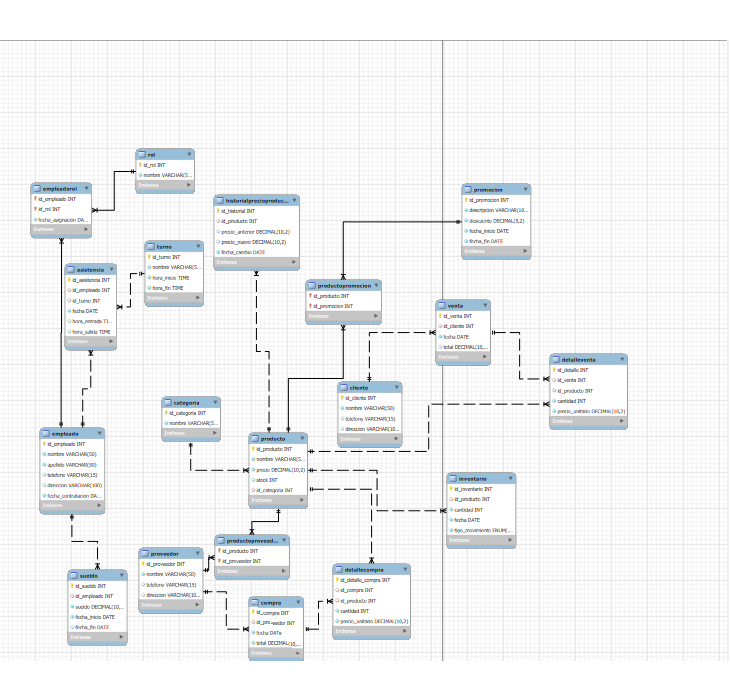 rol
id_rol INT
nombre VARCHAR(5...
Indexes
empleadorol
id_empleado INT
id_rol INT
fecha_asignacion DA...
Indexes
historialprecioproduc...
id_historial INT
id_producto INT
precio_anterior DECIMAL(10,2)
precio_nuevo DECIMAL(10,2)
fecha_cambio DATE
Indexes
promocion
id_promocion INT
descripcion VARCHAR(10...
descuento DECIMAL(5,2)
fecha_inicio DATE
fecha_fin DATE
Indexes
turno
id_turno INT
nombre VARCHAR(5...
hora_inicio TIME
hora_fin TIME
Indexes
asistencia
id_asistencia INT
id_empleado INT
id_turno INT
fecha DATE
hora_entrada TI...
hora_salida TIME
Indexes
productopromocion
id_producto INT
id_promocion INT
Indexes
venta
id_venta INT
id_cliente INT
fecha DATE
total DECIMAL(10,...
Indexes
detalleventa
id_detalle INT
id_venta INT
id_producto INT
cantidad INT
precio_unitario DECIMAL(10,2)
Indexes
cliente
id_cliente INT
nombre VARCHAR(50)
telefono VARCHAR(15)
direccion VARCHAR(10...
Indexes
categoria
id_categoria INT
nombre VARCHAR(5...
Indexes
empleado
id_empleado INT
nombre VARCHAR(50)
apellido VARCHAR(50)
telefono VARCHAR(15)
direccion VARCHAR(100)
fecha_contratacion DA...
Indexes
producto
id_producto INT
nombre VARCHAR(5...
precio DECIMAL(10,2)
stock INT
id_categoria INT
Indexes
inventario
id_inventario INT
id_producto INT
cantidad INT
fecha DATE
tipo_movimiento ENUM(...
Indexes
productoproveed...
id_producto INT
id_proveedor INT
Indexes
proveedor
id_proveedor INT
nombre VARCHAR(50)
telefono VARCHAR(15)
direccion VARCHAR(10...
Indexes
sueldo
id_sueldo INT
id_empleado INT
sueldo DECIMAL(10,...
fecha_inicio DATE
fecha_fin DATE
Indexes
detallecompra
id_detalle_compra INT
id_compra INT
id_producto INT
cantidad INT
precio_unitario DECIMAL(10,2)
Indexes
compra
id_compra INT
id_proveedor INT
fecha DATE
total DECIMAL(10,...
Indexes